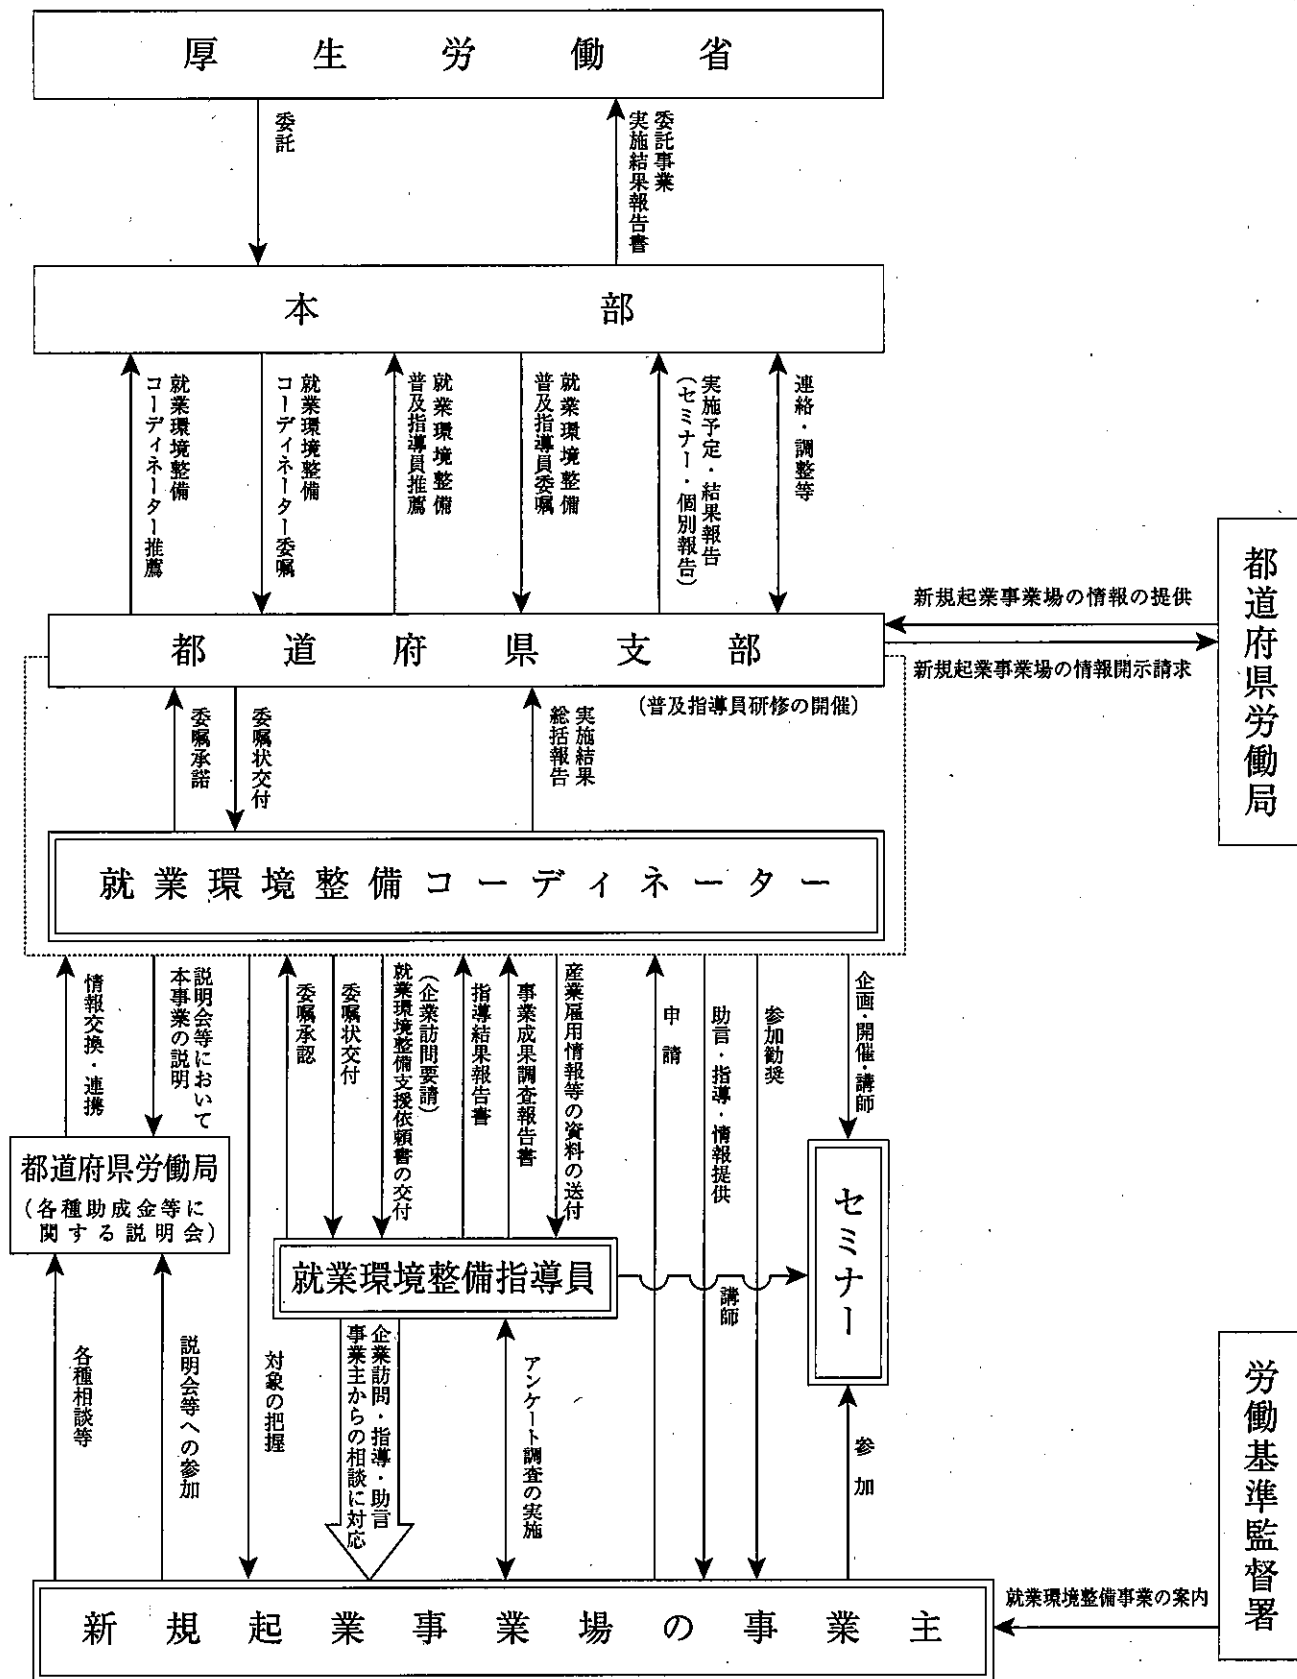 厚生労働省
委託
委託事業
実施結果報告書
本部
就業環境整備
コーディネーター推薦
就業環境整備
コーディネーター委嘱
就業環境整備
普及指導員推薦
就業環境整備
普及指導員委嘱
実施予定・結果報告
(セミナー・個別報告)
連絡・調整等
都道府県労働局
新規起業事業場の情報の提供
新規起業事業場の情報開示請求
都道府県支部
(普及指導員研修の開催)
委嘱承諾
委嘱状交付
実施結果
総括報告
就業環境整備コーディネーター
情報交換・連携
説明会等において
本事業の説明
対象の把握
委嘱承認
委嘱状交付
(企業訪問要請)
就業環境整備支援依頼書の交付
指導結果報告書
事業成果調査報告書
産業雇用情報等の資料の送付
申請
助言・指導・情報提供
参加勧奨
企画・開催・講師
都道府県労働局
(各種助成金等に
関する説明会)
就業環境整備指導員
講師
セミナー
各種相談等
説明会等への参加
企業訪問・指導・助言
事業主からの相談に対応
アンケート調査の実施
参加
労働基準監督署
就業環境整備事業の案内
新規起業事業場の事業主